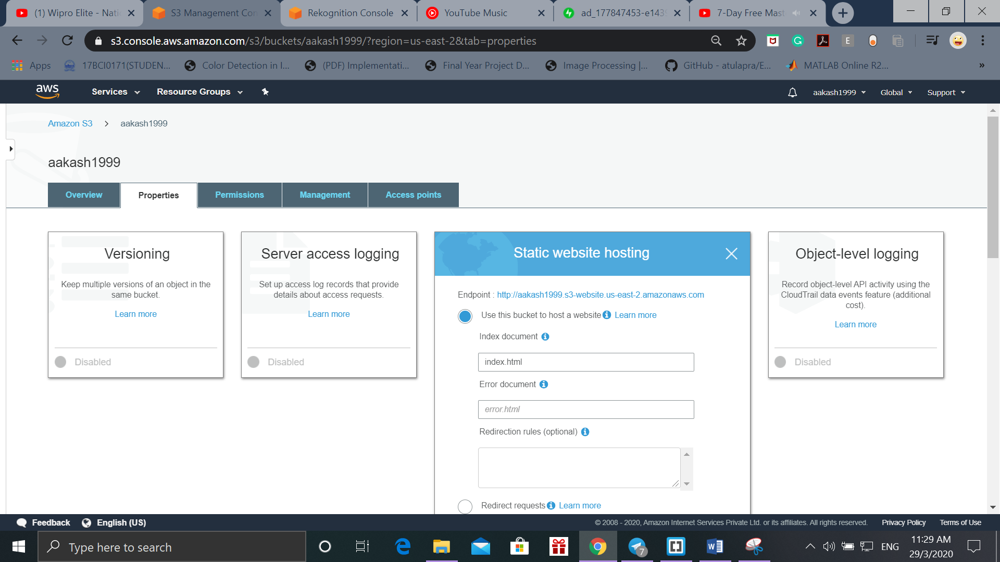 (1) Wipro Elite - Nati
S3 Management Con
Rekognition Console
YouTube Music
ad_177847453-e1439
7-Day Free Mast
s3.console.aws.amazon.com/s3/buckets/aakash1999/?region=us-east-2&tab=properties
E
Apps
17BCI0171(STUDEN...
Color Detection in I...
(PDF) Implementati...
Final Year Project D...
Image Processing |...
GitHub - atulapra/E...
MATLAB Online R2...
»
aws
Services
Resource Groups
aakash1999
Global
Support
Amazon S3 > aakash1999
aakash1999
Overview
Properties
Permissions
Management
Access points
Versioning
Keep multiple versions of an object in the
same bucket.
Learn more
Disabled
Server access logging
Set up access log records that provide
details about access requests.
Learn more
Disabled
Static website hosting
Endpoint : http://aakash1999.s3-website.us-east-2.amazonaws.com
Use this bucket to host a website Learn more
Index document
index.html
Error document
error.html
Redirection rules (optional)
Redirect requests Learn more
Object-level logging
Record object-level API activity using the
CloudTrail data events feature (additional
cost).
Learn more
Disabled
Feedback
English (US)
© 2008 - 2020, Amazon Internet Services Private Ltd. or its affiliates. All rights reserved.
Privacy Policy
Terms of Use
Type here to search
7
ENG
11:29 AM
29/3/2020